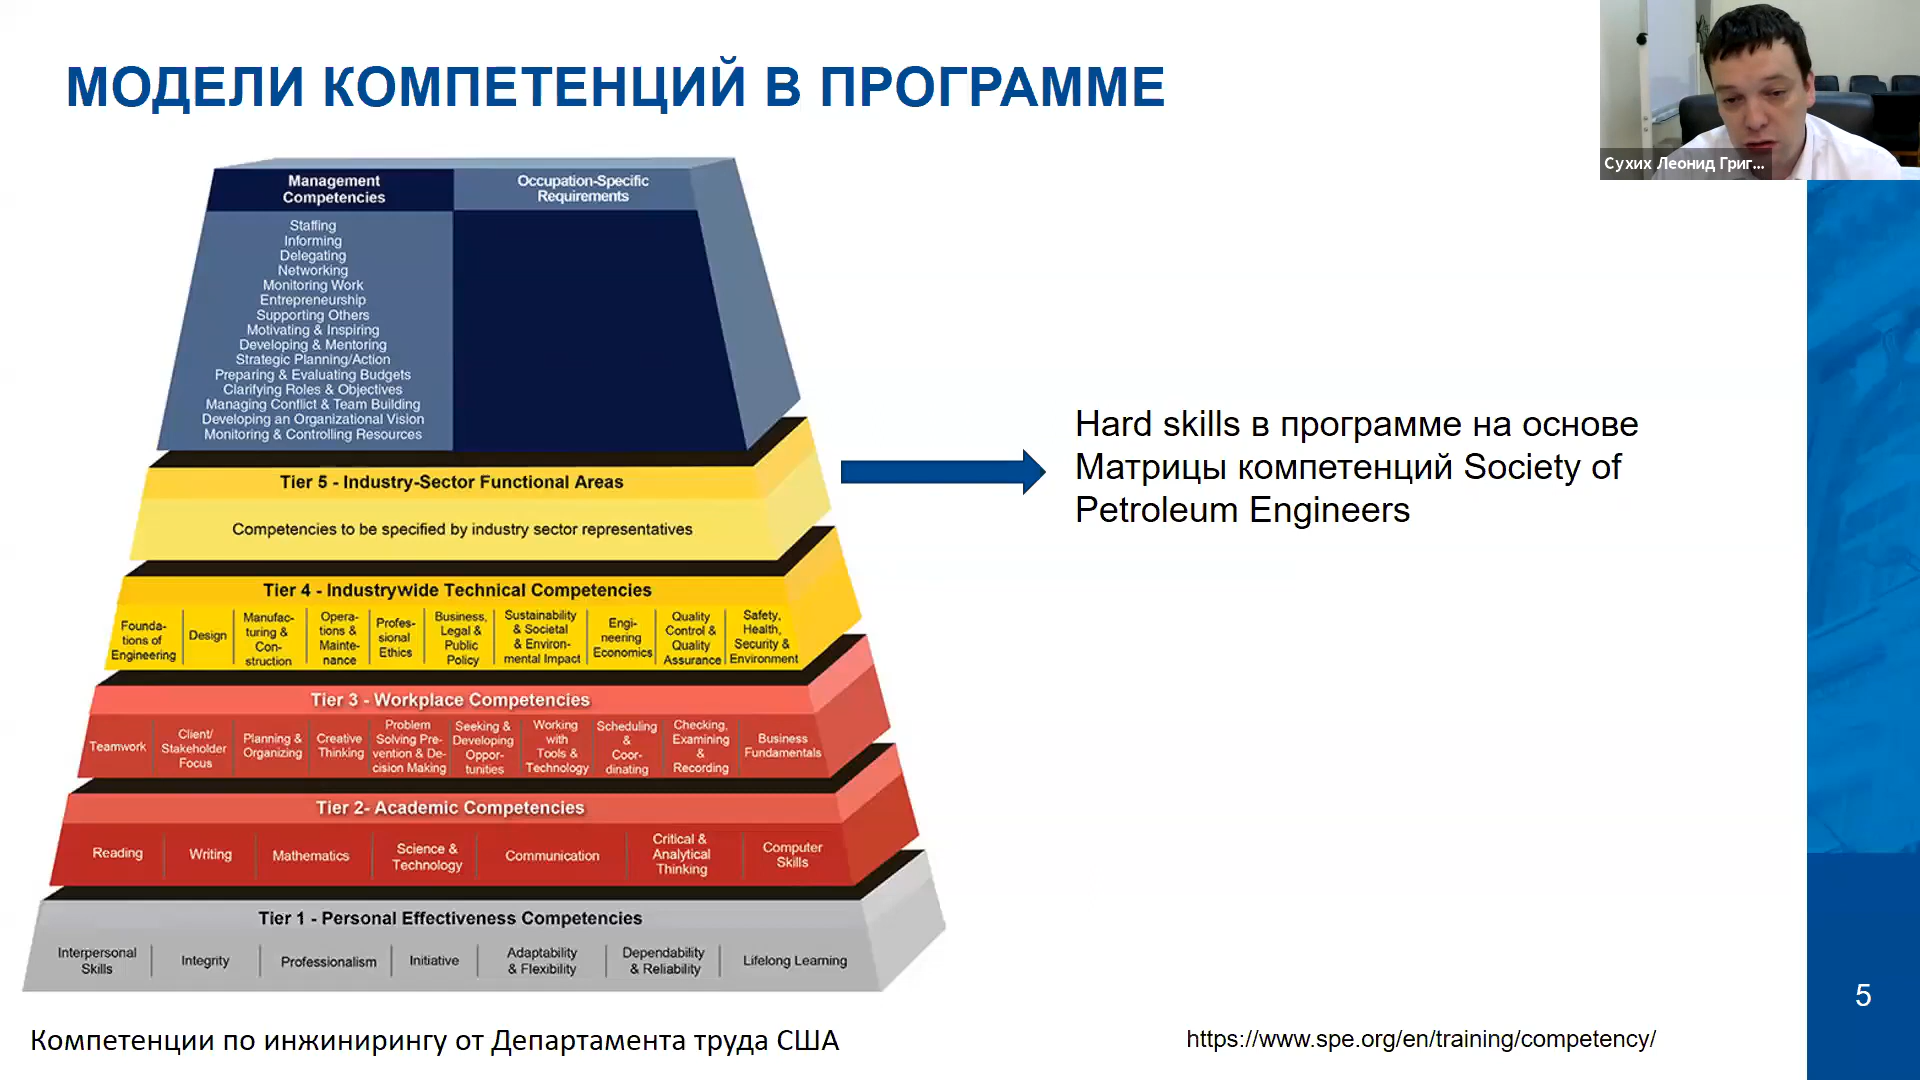 МОДЕЛИ КОМПЕТЕНЦИЙ В ПРОГРАММЕ
Сухих Леонид Григ...
Management
Competencies
Occupation-Specific
Requirements
Staffing
Informing
Delegating
Networking
Monitoring Work
Entrepreneurship
Supporting Others
Motivating & Inspiring
Developing & Mentoring
Strategic Planning/Action
Preparing & Evaluating Budgets
Clarifying Roles & Objectives
Managing Conflict & Team Building
Developing an Organizational Vision
Monitoring & Controlling Resources
Tier 5 - Industry-Sector Functional Areas
Competencies to be specified by industry sector representatives
Hard skills в программе на основе
Матрицы компетенций Society of
Petroleum Engineers
Tier 4 - Industrywide Technical Competencies
Founda-
tions of
Engineering
Design
Manufac-
turing &
Con-
struction
Opera-
tions &
Mainte-
nance
Profes-
sional
Ethics
Business,
Legal &
Public
Policy
Sustainability
& Societal
& Environ-
mental Impact
Engi-
neering
Economics
Quality
Control &
Quality
Assurance
Safety,
Health,
Security &
Environment
Tier 3 - Workplace Competencies
Teamwork
Client/
Stakeholder
Focus
Planning &
Organizing
Creative
Thinking
Problem
Solving Pre-
vention & De-
cision Making
Seeking &
Developing
Oppor-
tunities
Working
with
Tools &
Technology
Scheduling
&
Coor-
dinating
Checking,
Examining
&
Recording
Business
Fundamentals
Tier 2- Academic Competencies
Reading
Writing
Mathematics
Science &
Technology
Communication
Critical &
Analytical
Thinking
Computer
Skills
Tier 1 - Personal Effectiveness Competencies
Interpersonal
Skills
Integrity
Professionalism
Initiative
Adaptability
& Flexibility
Dependability
& Reliability
Lifelong Learning
5
Компетенции по инжинирингу от Департамента труда США
https://www.spe.org/en/training/competency/